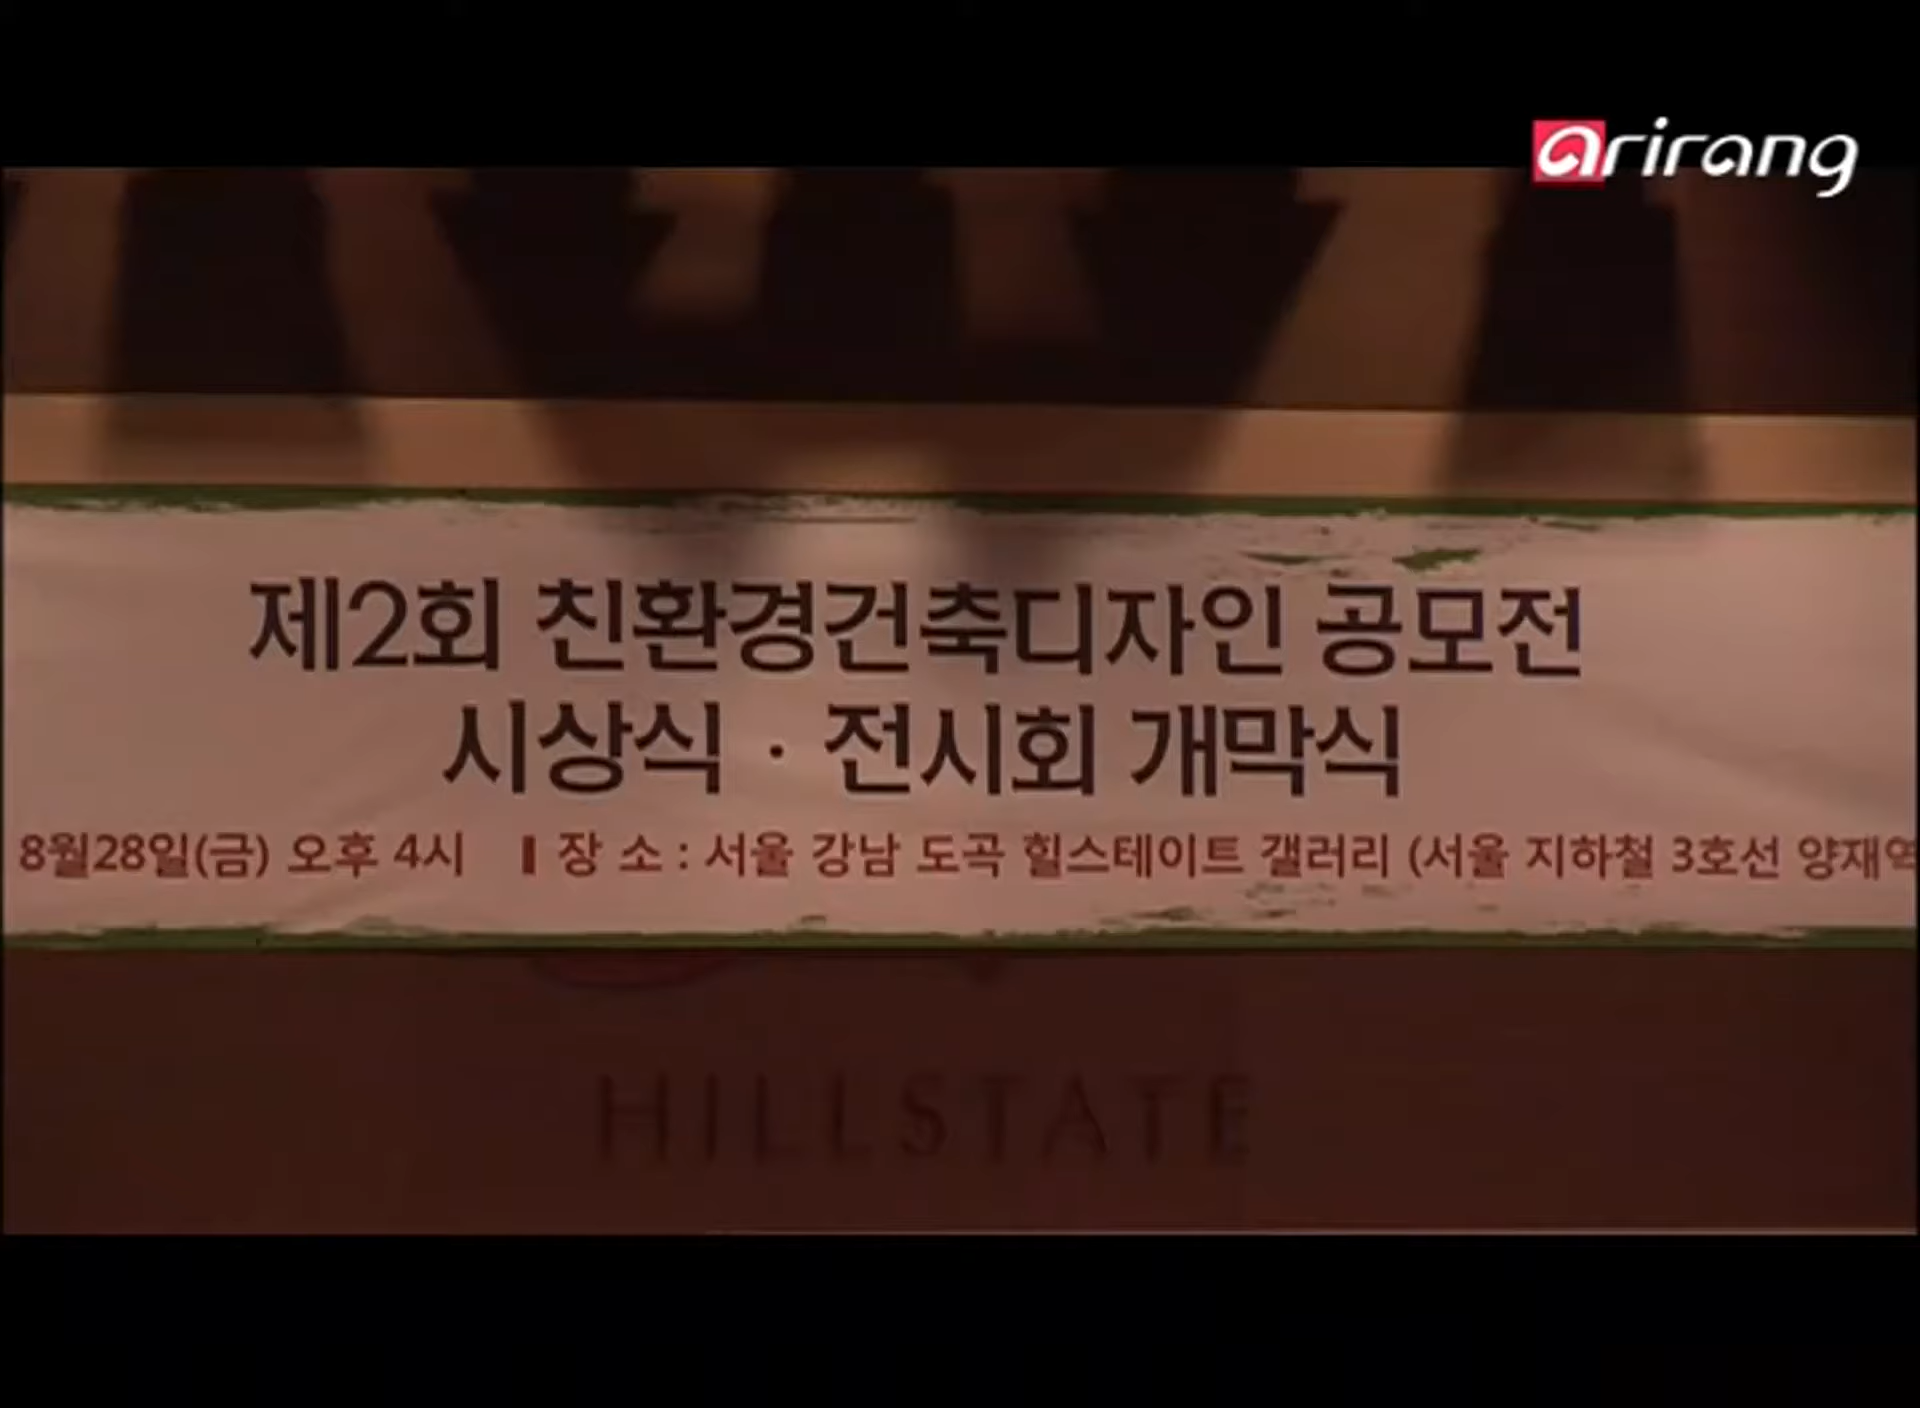 arirang
제2회 친환경건축디자인 공모전
시상식 · 전시회 개막식
8월28일(금) 오후 4시 ▎장 소 : 서울 강남 도곡 힐스테이트 갤러리 (서울 지하철 3호선 양재역
HILLSTATE